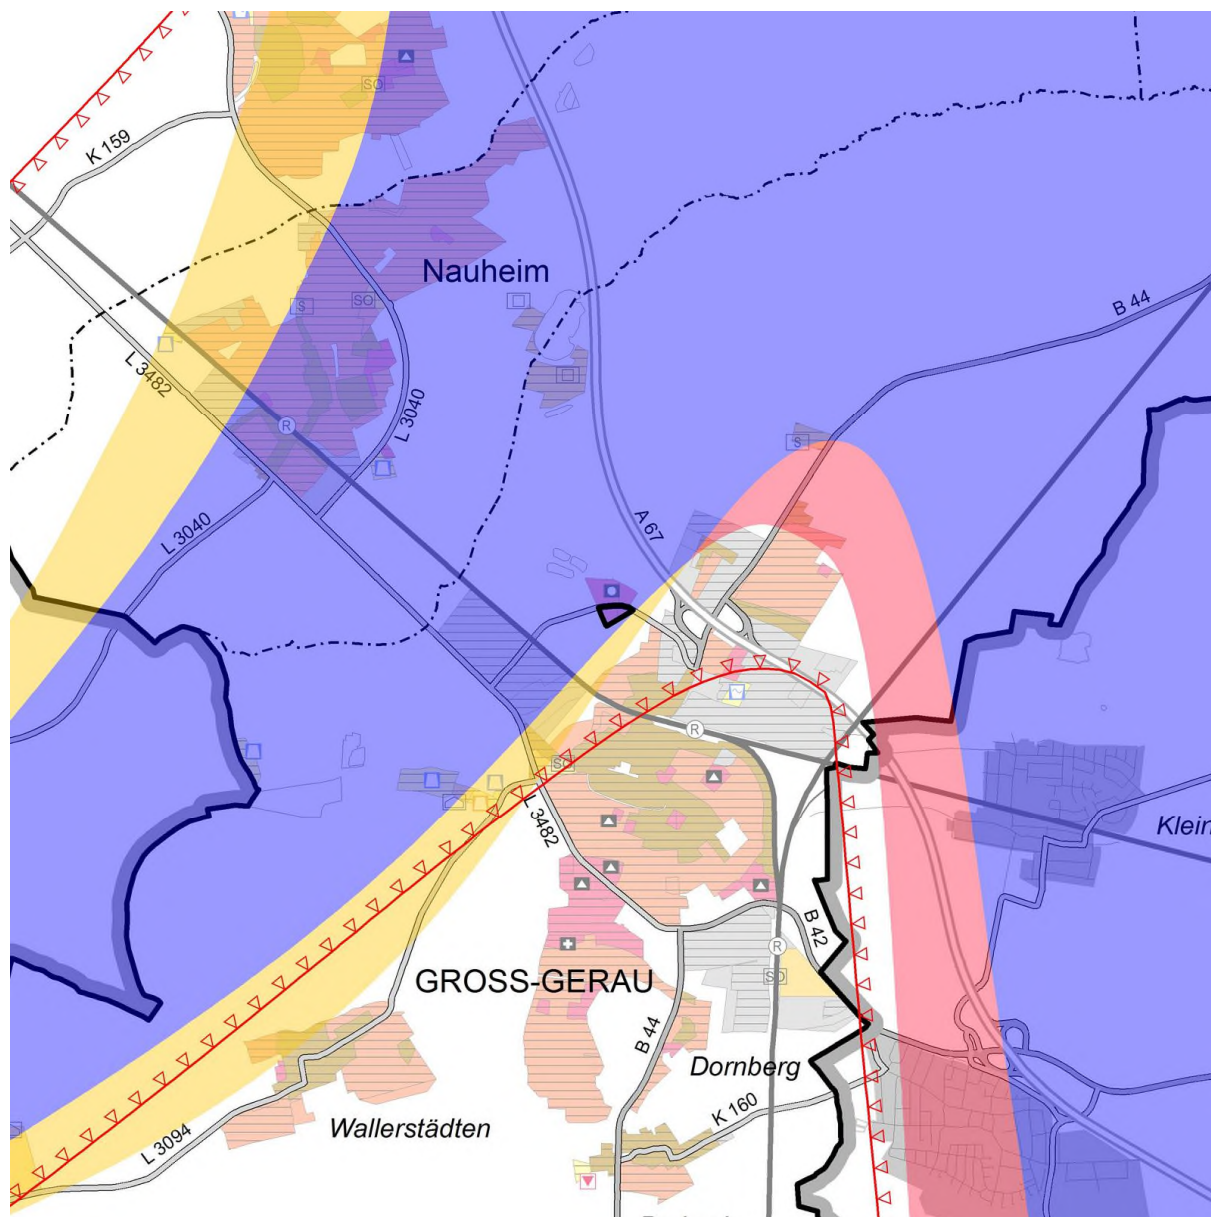 SO
K 159
Nauheim
B 44
S
SO
L 3482
R
L 3040
S
A 67
L 3040
R
SO
L 3482
Klein
B 42
R
GROSS-GERAU
SO
B 44
Dornberg
K 160
Wallerstädten
L 3094